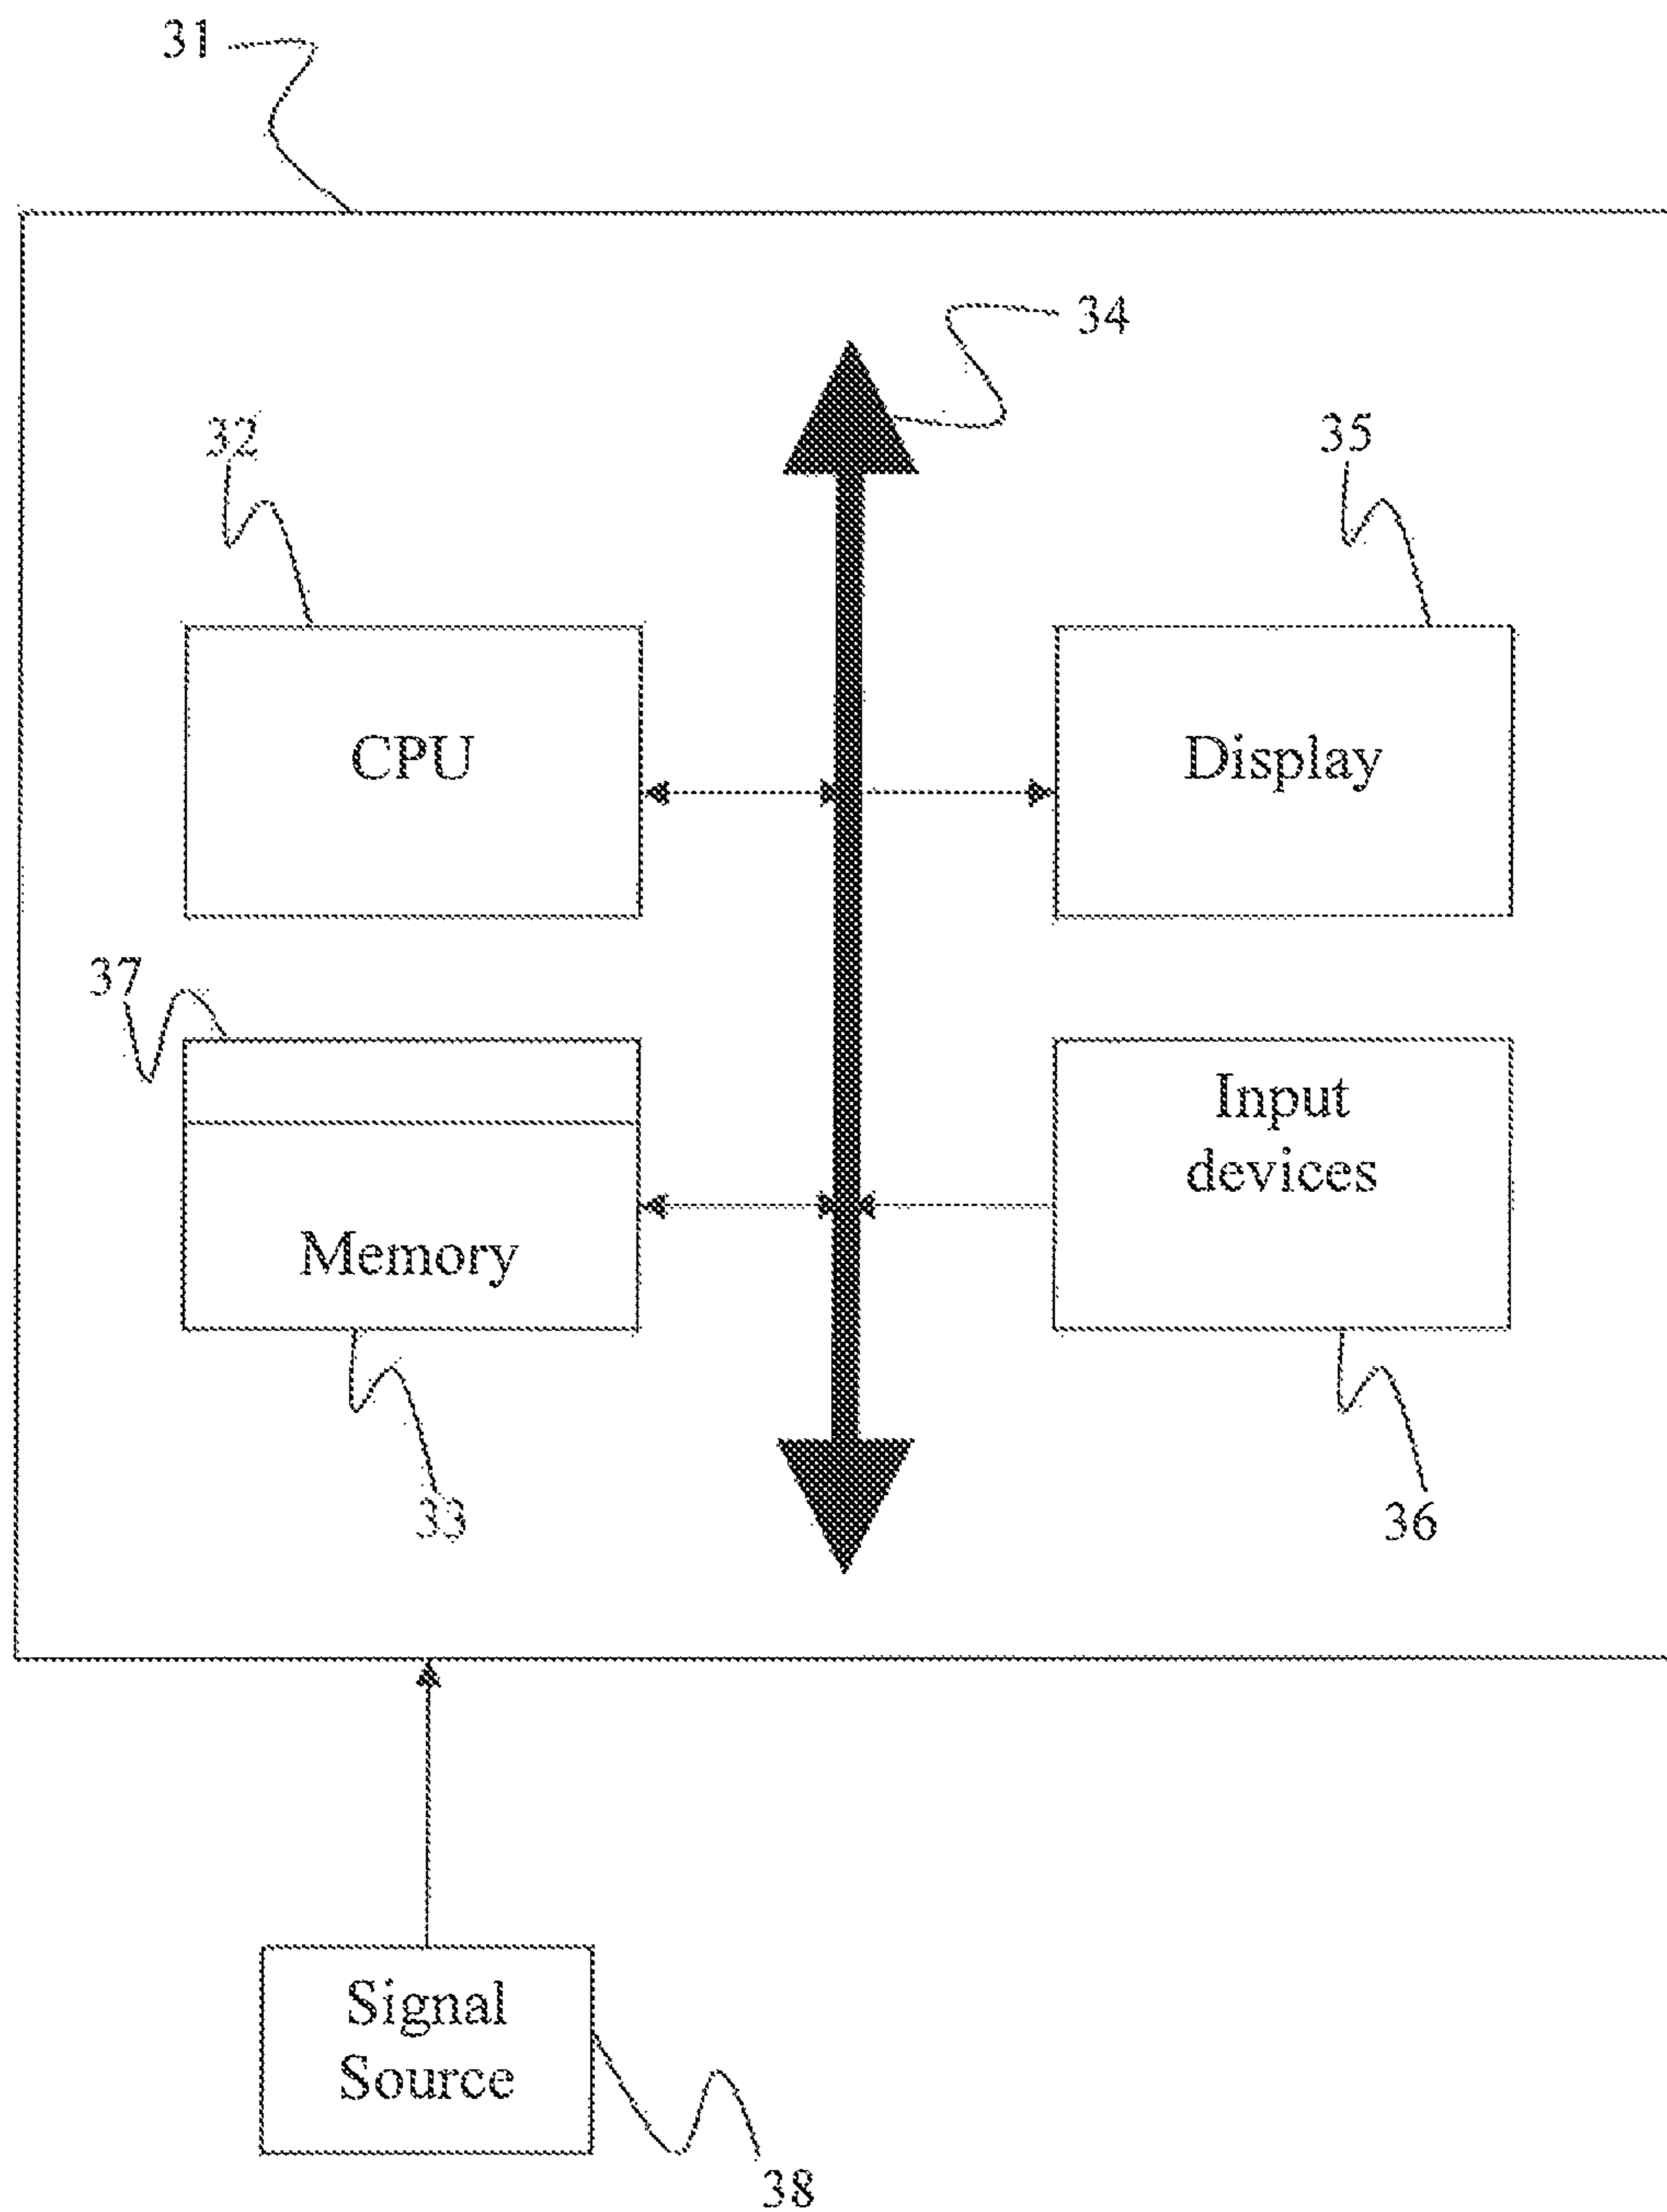 31
34
32
35
CPU
Display
37
Input
devices
Memory
33
36
Signal
Source
38